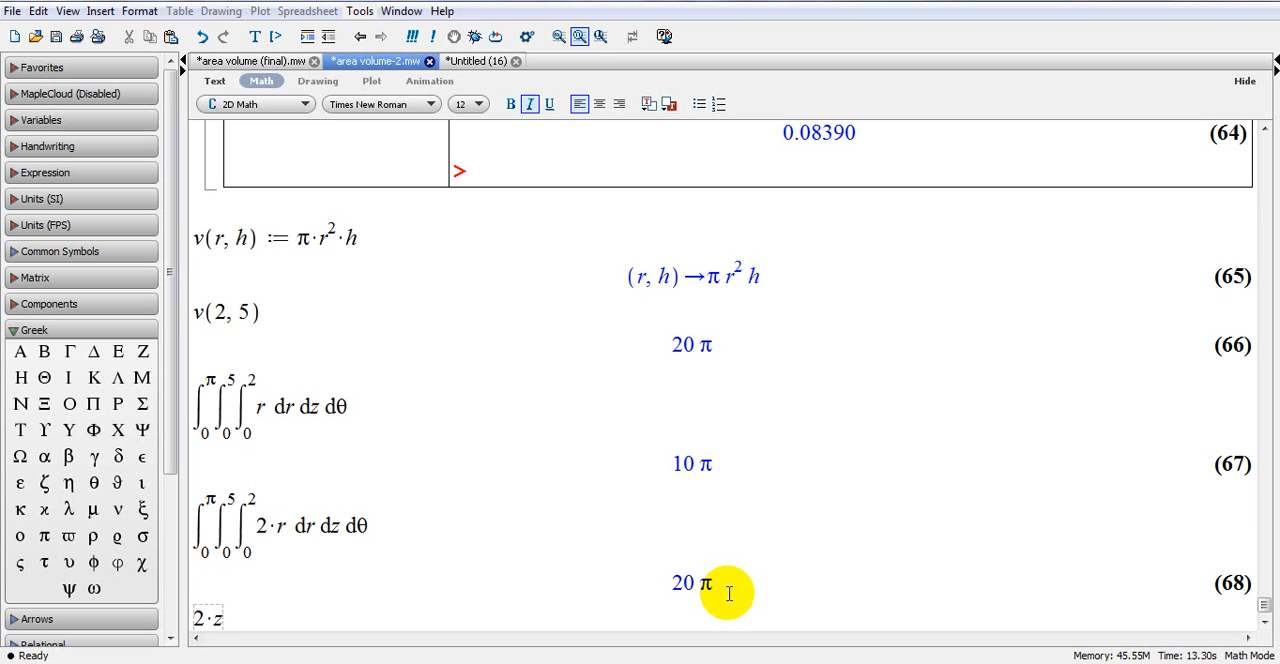 File Edit View Insert Format Table Drawing Plot Spreadsheet Tools Window Help
*area volume (final).mw *area volume-2.mw *Untitled (16)
Text Math Drawing Plot Animation Hide
C 2D Math Times New Roman 12 B I U
Favorites
MapleCloud (Disabled)
Variables
Handwriting
Expression
Units (SI)
Units (FPS)
Common Symbols
Matrix
Components
Greek
Α Β Γ Δ Ε Ζ
Η Θ Ι Κ Λ Μ
Ν Ξ Ο Π Ρ Σ
Τ ϒ Υ Φ Χ Ψ
Ω α β γ δ ϵ
ε ζ η θ ϑ ι
κ ϰ λ μ ν ξ
ο π ϖ ρ ϱ σ
ς τ υ ϕ φ χ
ψ ω
Arrows
Relational
0.08390 (64)
>
v(r, h) := π·r²·h
(r, h)→π r² h (65)
v(2, 5)
20 π (66)
∫₀^π ∫₀^5 ∫₀^2 r dr dz dθ
10 π (67)
∫₀^π ∫₀^5 ∫₀^2 2·r dr dz dθ
20 π (68)
2·z
Ready Memory: 45.55M Time: 13.30s Math Mode